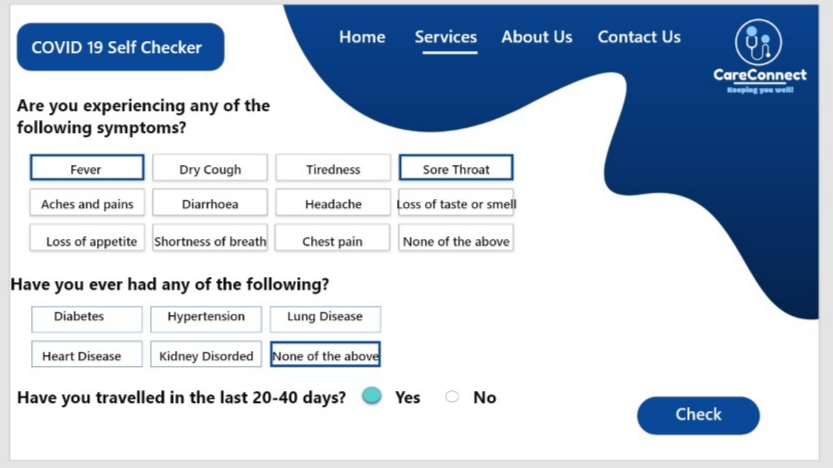 COVID 19 Self Checker
Home Services About Us Contact Us
CareConnect
Keeping you well!
Are you experiencing any of the
following symptoms?
Fever Dry Cough Tiredness Sore Throat
Aches and pains Diarrhoea Headache Loss of taste or smell
Loss of appetite Shortness of breath Chest pain None of the above
Have you ever had any of the following?
Diabetes Hypertension Lung Disease
Heart Disease Kidney Disorded None of the above
Have you travelled in the last 20-40 days? Yes No
Check